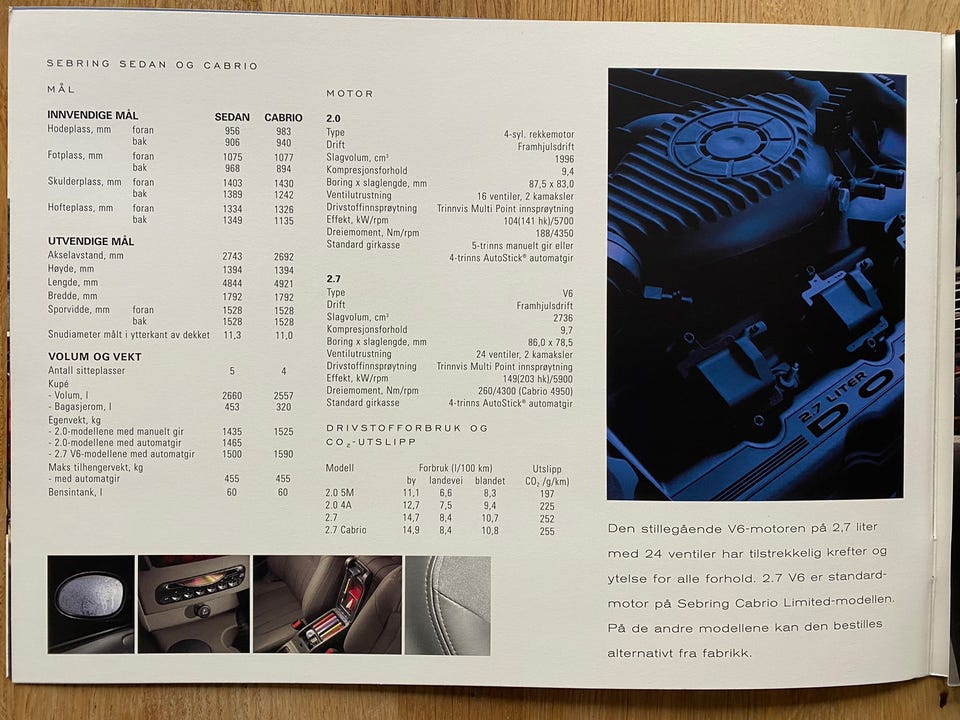 SEBRING SEDAN OG CABRIO
MÅL
INNVENDIGE MÅL SEDAN CABRIO
Hodeplass, mm foran 956 983
bak 906 940
Fotplass, mm foran 1075 1077
bak 968 894
Skulderplass, mm foran 1403 1430
bak 1389 1242
Hofteplass, mm foran 1334 1326
bak 1349 1135
UTVENDIGE MÅL
Akselavstand, mm 2743 2692
Høyde, mm 1394 1394
Lengde, mm 4844 4921
Bredde, mm 1792 1792
Sporvidde, mm foran 1528 1528
bak 1528 1528
Snudiameter målt i ytterkant av dekket 11,3 11,0
VOLUM OG VEKT
Antall sitteplasser 5 4
Kupé
- Volum, l 2660 2557
- Bagasjerom, l 453 320
Egenvekt, kg
- 2.0-modellene med manuelt gir 1435 1525
- 2.0-modellene med automatgir 1465
- 2.7 V6-modellene med automatgir 1500 1590
Maks tilhengervekt, kg
- med automatgir 455 455
Bensintank, l 60 60
MOTOR
2.0
Type 4-syl. rekkemotor
Drift Framhjulsdrift
Slagvolum, cm³ 1996
Kompresjonsforhold 9,4
Boring x slaglengde, mm 87,5 x 83,0
Ventilutrustning 16 ventiler, 2 kamaksler
Drivstoffinnsprøytning Trinnvis Multi Point innsprøytning
Effekt, kW/rpm 104(141 hk)/5700
Dreiemoment, Nm/rpm 188/4350
Standard girkasse 5-trinns manuelt gir eller
4-trinns AutoStick® automatgir
2.7
Type V6
Drift Framhjulsdrift
Slagvolum, cm³ 2736
Kompresjonsforhold 9,7
Boring x slaglengde, mm 86,0 x 78,5
Ventilutrustning 24 ventiler, 2 kamaksler
Drivstoffinnsprøytning Trinnvis Multi Point innsprøytning
Effekt, kW/rpm 149(203 hk)/5900
Dreiemoment, Nm/rpm 260/4300 (Cabrio 4950)
Standard girkasse 4-trinns AutoStick® automatgir
DRIVSTOFFORBRUK OG
CO₂-UTSLIPP
Modell Forbruk (l/100 km) Utslipp
by landevei blandet CO₂ /g/km)
2.0 5M 11,1 6,6 8,3 197
2.0 4A 12,7 7,5 9,4 225
2.7 14,7 8,4 10,7 252
2.7 Cabrio 14,9 8,4 10,8 255
2.7 LITER
Den stillegående V6-motoren på 2,7 liter
med 24 ventiler har tilstrekkelig krefter og
ytelse for alle forhold. 2.7 V6 er standard-
motor på Sebring Cabrio Limited-modellen.
På de andre modellene kan den bestilles
alternativt fra fabrikk.